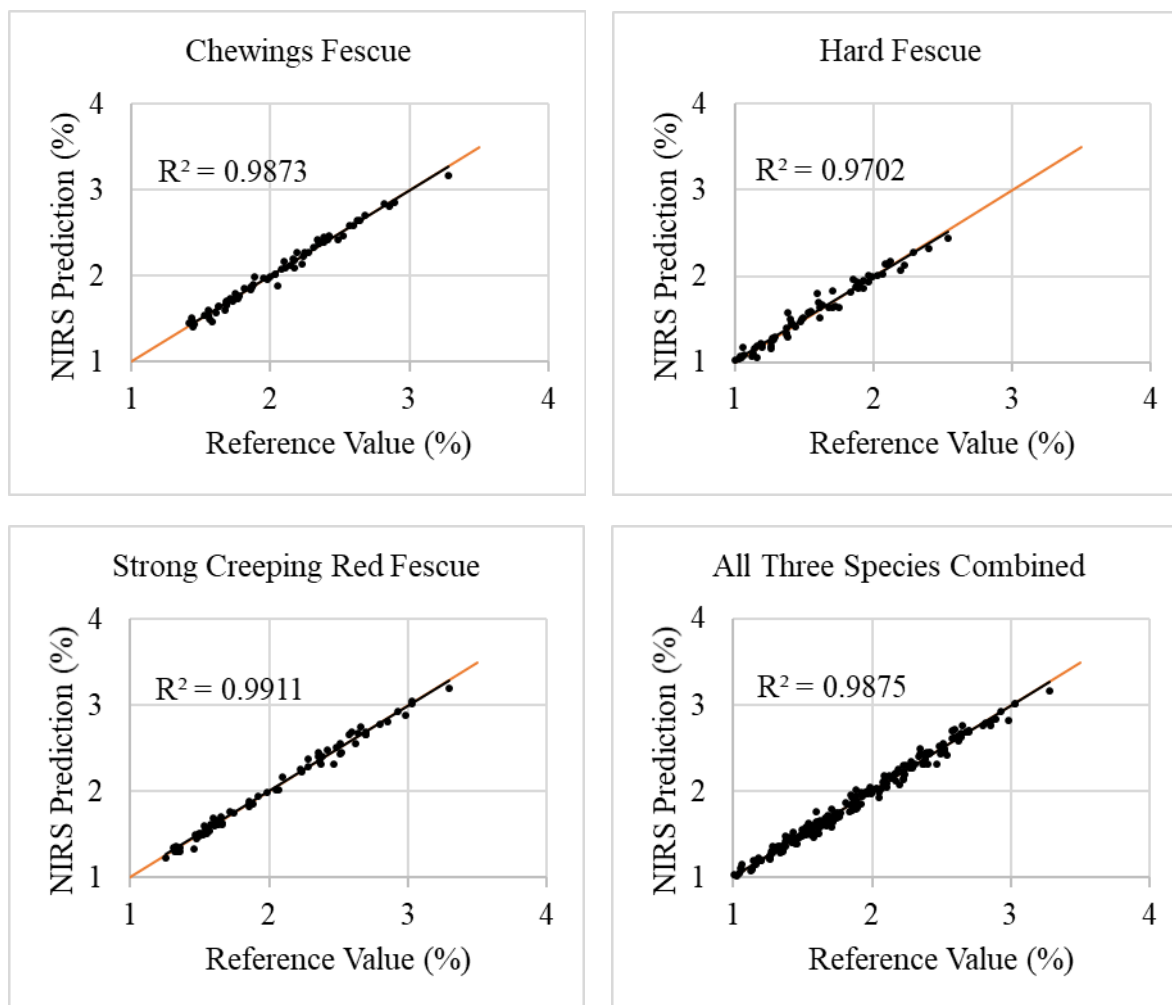 Chewings Fescue
NIRS Prediction (%)
4
3
2
1
R² = 0.9873
1 2 3 4
Reference Value (%)
Hard Fescue
NIRS Prediction (%)
4
3
2
1
R² = 0.9702
1 2 3 4
Reference Value (%)
Strong Creeping Red Fescue
NIRS Prediction (%)
4
3
2
1
R² = 0.9911
1 2 3 4
Reference Value (%)
All Three Species Combined
NIRS Prediction (%)
4
3
2
1
R² = 0.9875
1 2 3 4
Reference Value (%)